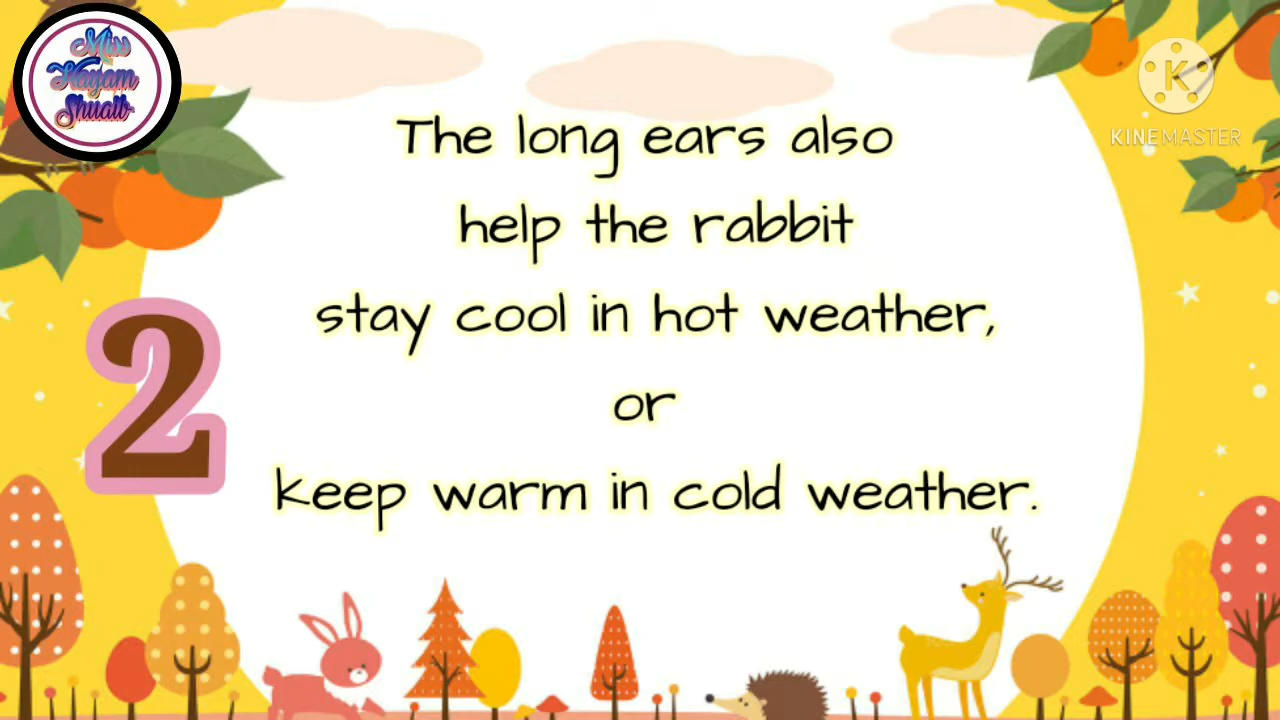 Miss
Hayam
Shuaib
K
KINEMASTER
The long ears also
help the rabbit
stay cool in hot weather,
or
keep warm in cold weather.
2